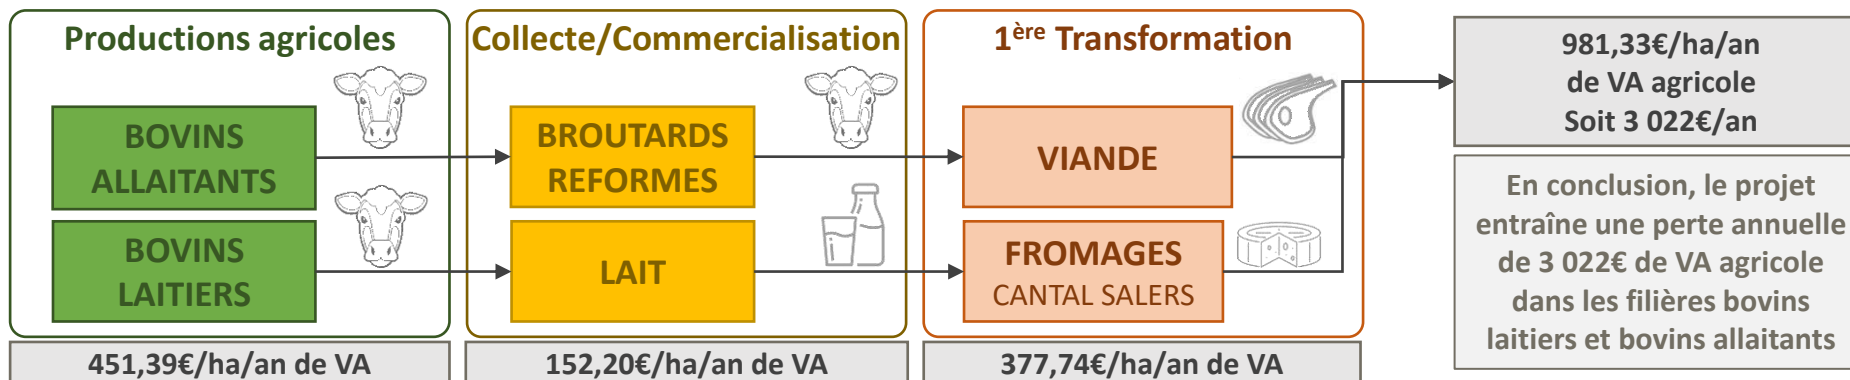 Productions agricoles
BOVINS
ALLAITANTS
BOVINS
LAITIERS
451,39€/ha/an de VA
Collecte/Commercialisation
BROUTARDS
REFORMES
LAIT
152,20€/ha/an de VA
1ère Transformation
VIANDE
FROMAGES
CANTAL SALERS
377,74€/ha/an de VA
981,33€/ha/an
de VA agricole
Soit 3 022€/an
En conclusion, le projet
entraîne une perte annuelle
de 3 022€ de VA agricole
dans les filières bovins
laitiers et bovins allaitants